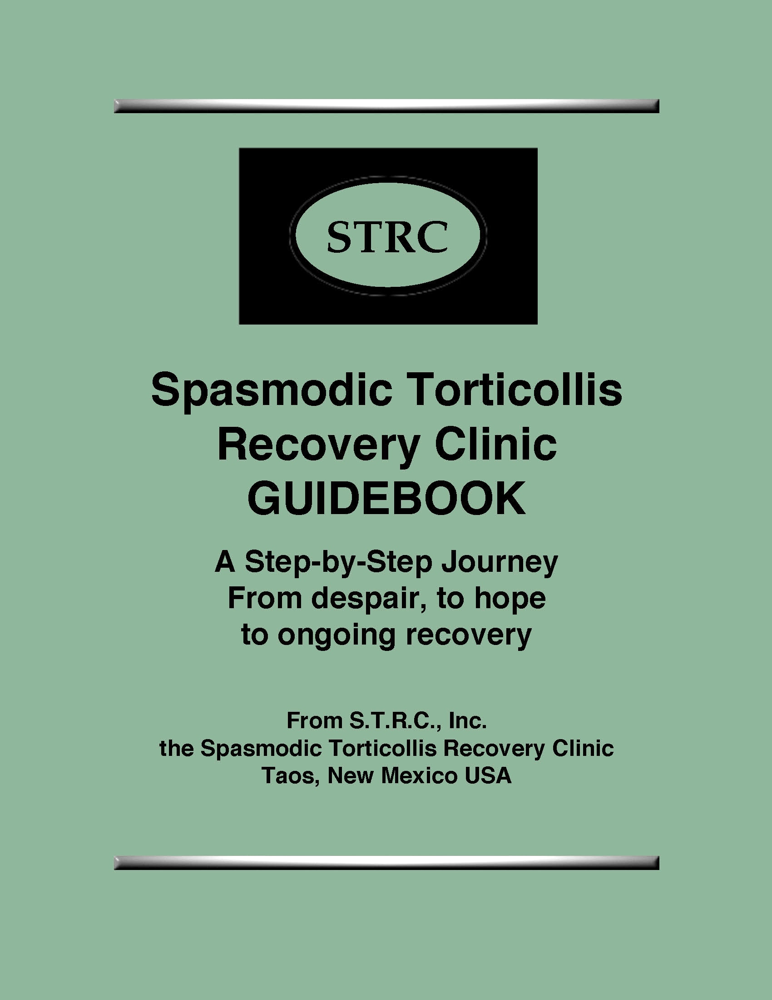 STRC
Spasmodic Torticollis
Recovery Clinic
GUIDEBOOK
A Step-by-Step Journey
From despair, to hope
to ongoing recovery
From S.T.R.C., Inc.
the Spasmodic Torticollis Recovery Clinic
Taos, New Mexico USA